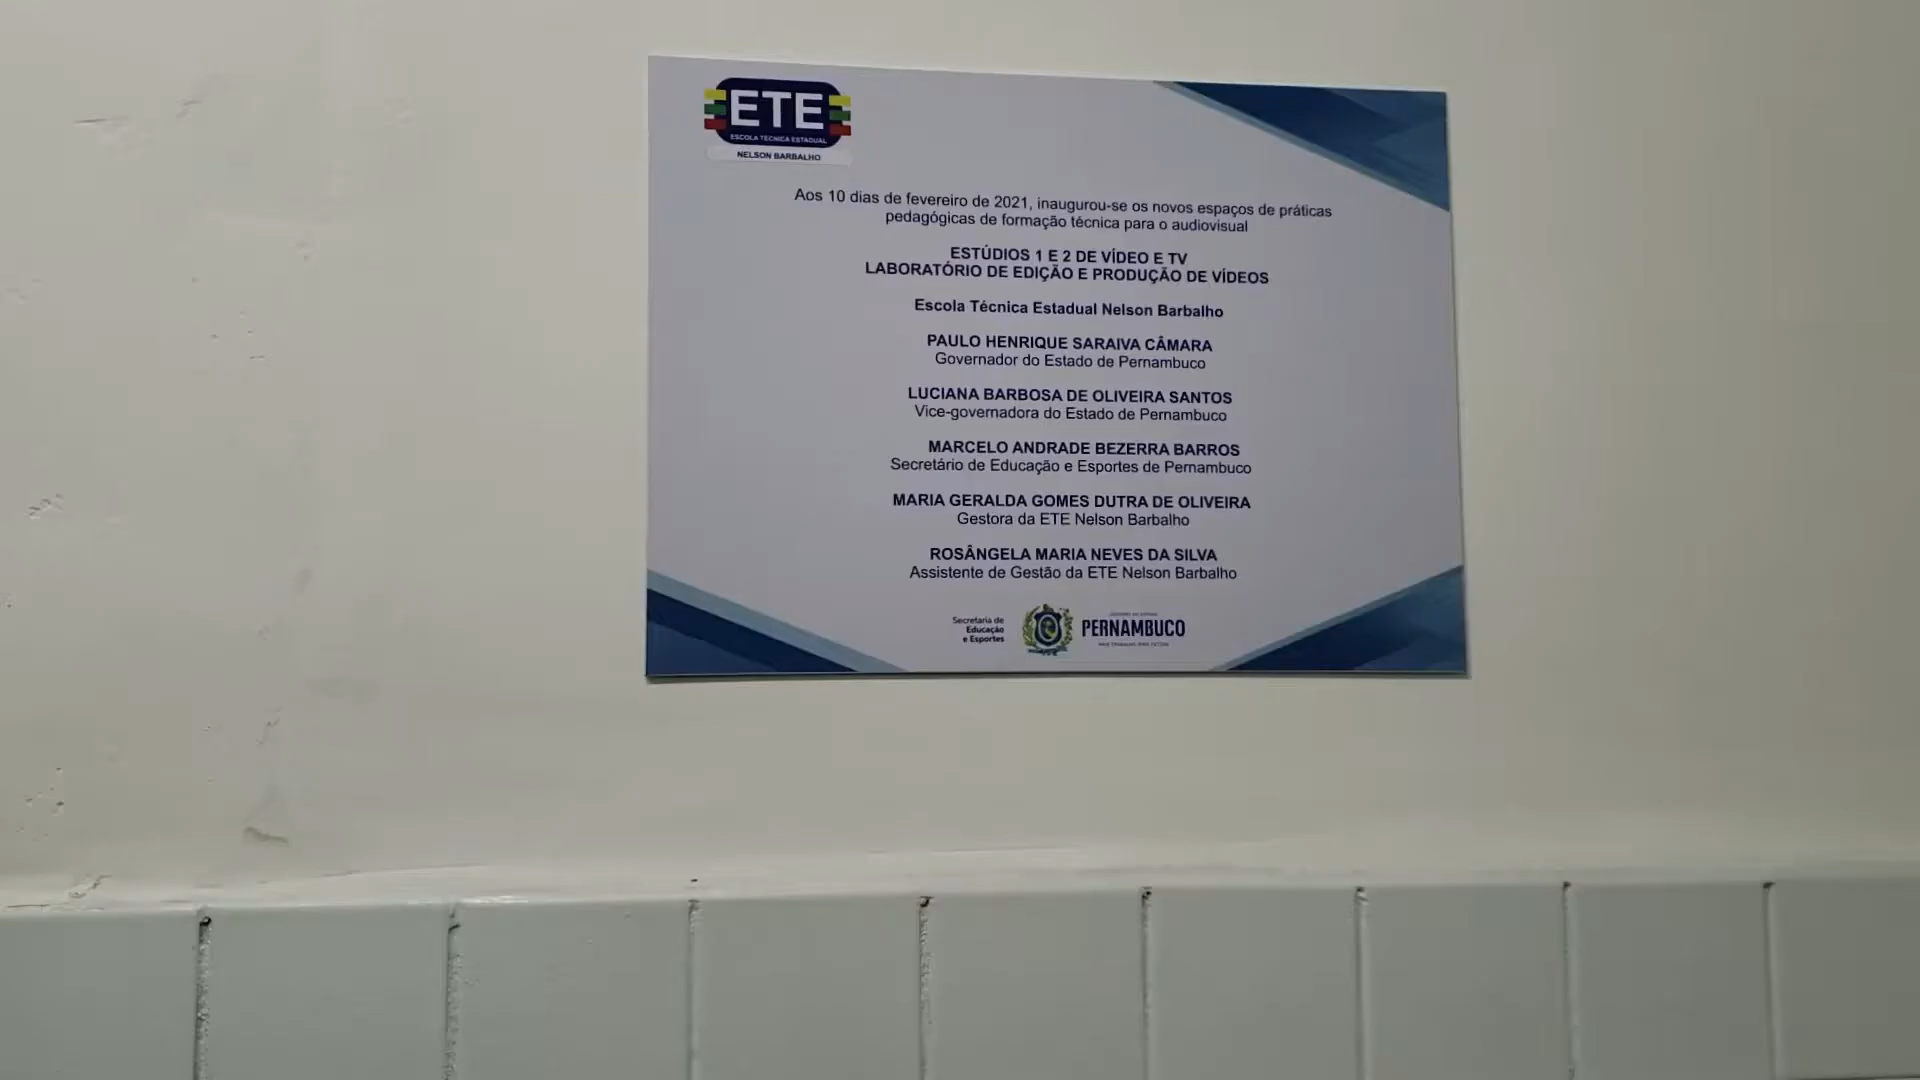 ETE
ESCOLA TÉCNICA ESTADUAL
NELSON BARBALHO
Aos 10 dias de fevereiro de 2021, inaugurou-se os novos espaços de práticas
pedagógicas de formação técnica para o audiovisual
ESTÚDIOS 1 E 2 DE VÍDEO E TV
LABORATÓRIO DE EDIÇÃO E PRODUÇÃO DE VÍDEOS
Escola Técnica Estadual Nelson Barbalho
PAULO HENRIQUE SARAIVA CÂMARA
Governador do Estado de Pernambuco
LUCIANA BARBOSA DE OLIVEIRA SANTOS
Vice-governadora do Estado de Pernambuco
MARCELO ANDRADE BEZERRA BARROS
Secretário de Educação e Esportes de Pernambuco
MARIA GERALDA GOMES DUTRA DE OLIVEIRA
Gestora da ETE Nelson Barbalho
ROSÂNGELA MARIA NEVES DA SILVA
Assistente de Gestão da ETE Nelson Barbalho
Secretaria de
Educação
e Esportes
PERNAMBUCO